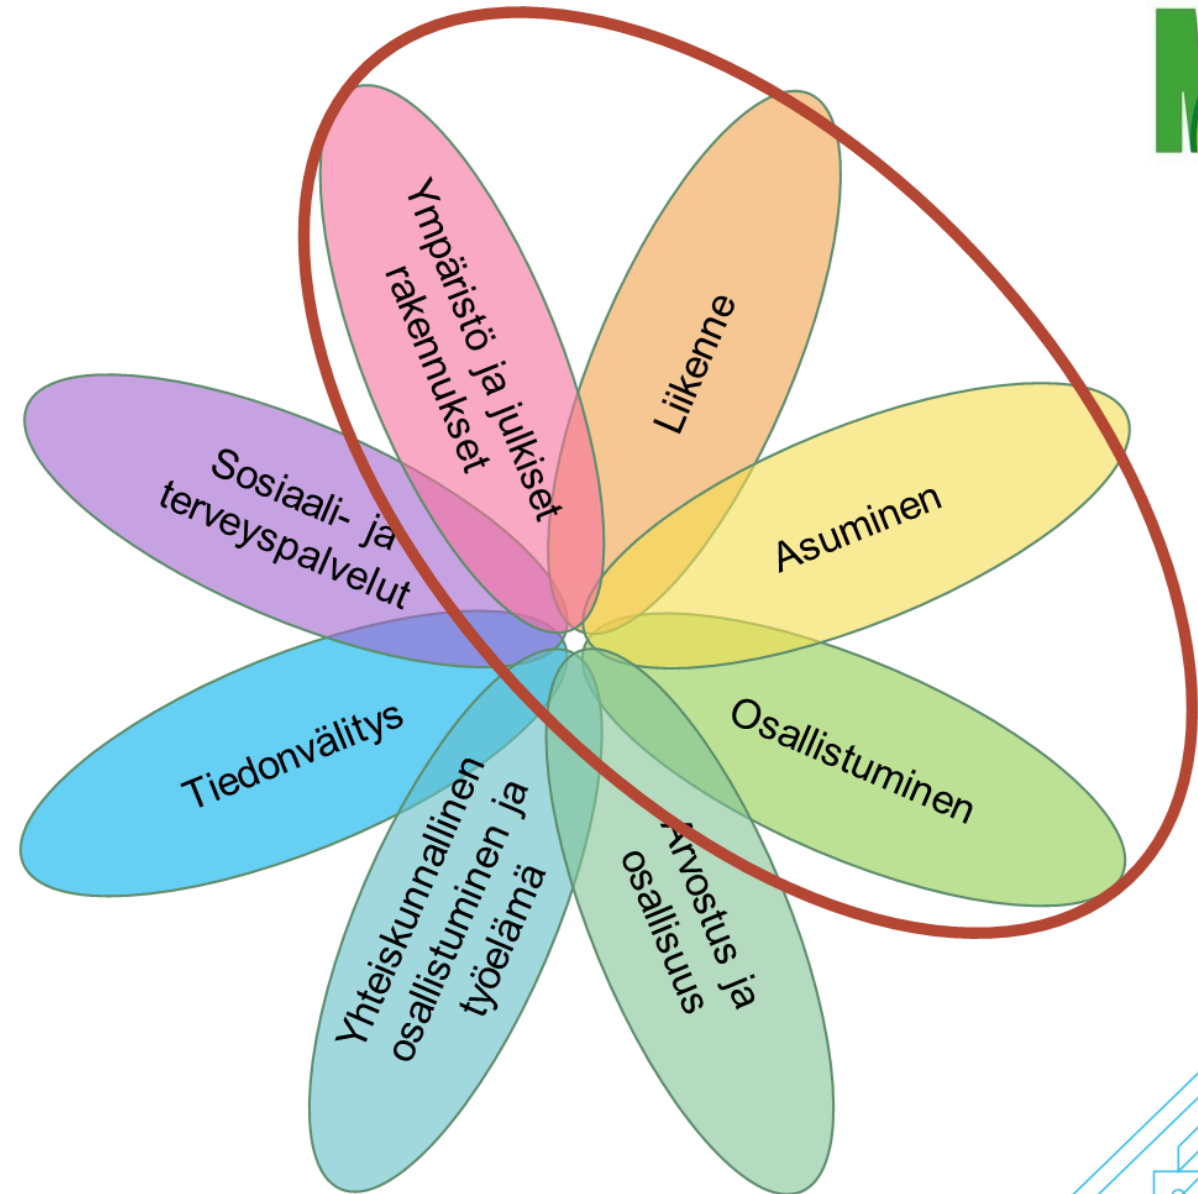 Ympäristö ja julkiset
rakennukset
Liikenne
Asuminen
Osallistuminen
Arvostus ja
osallisuus
Yhteiskunnallinen
osallistuminen ja
työelämä
Tiedonvälitys
Sosiaali- ja
terveyspalvelut